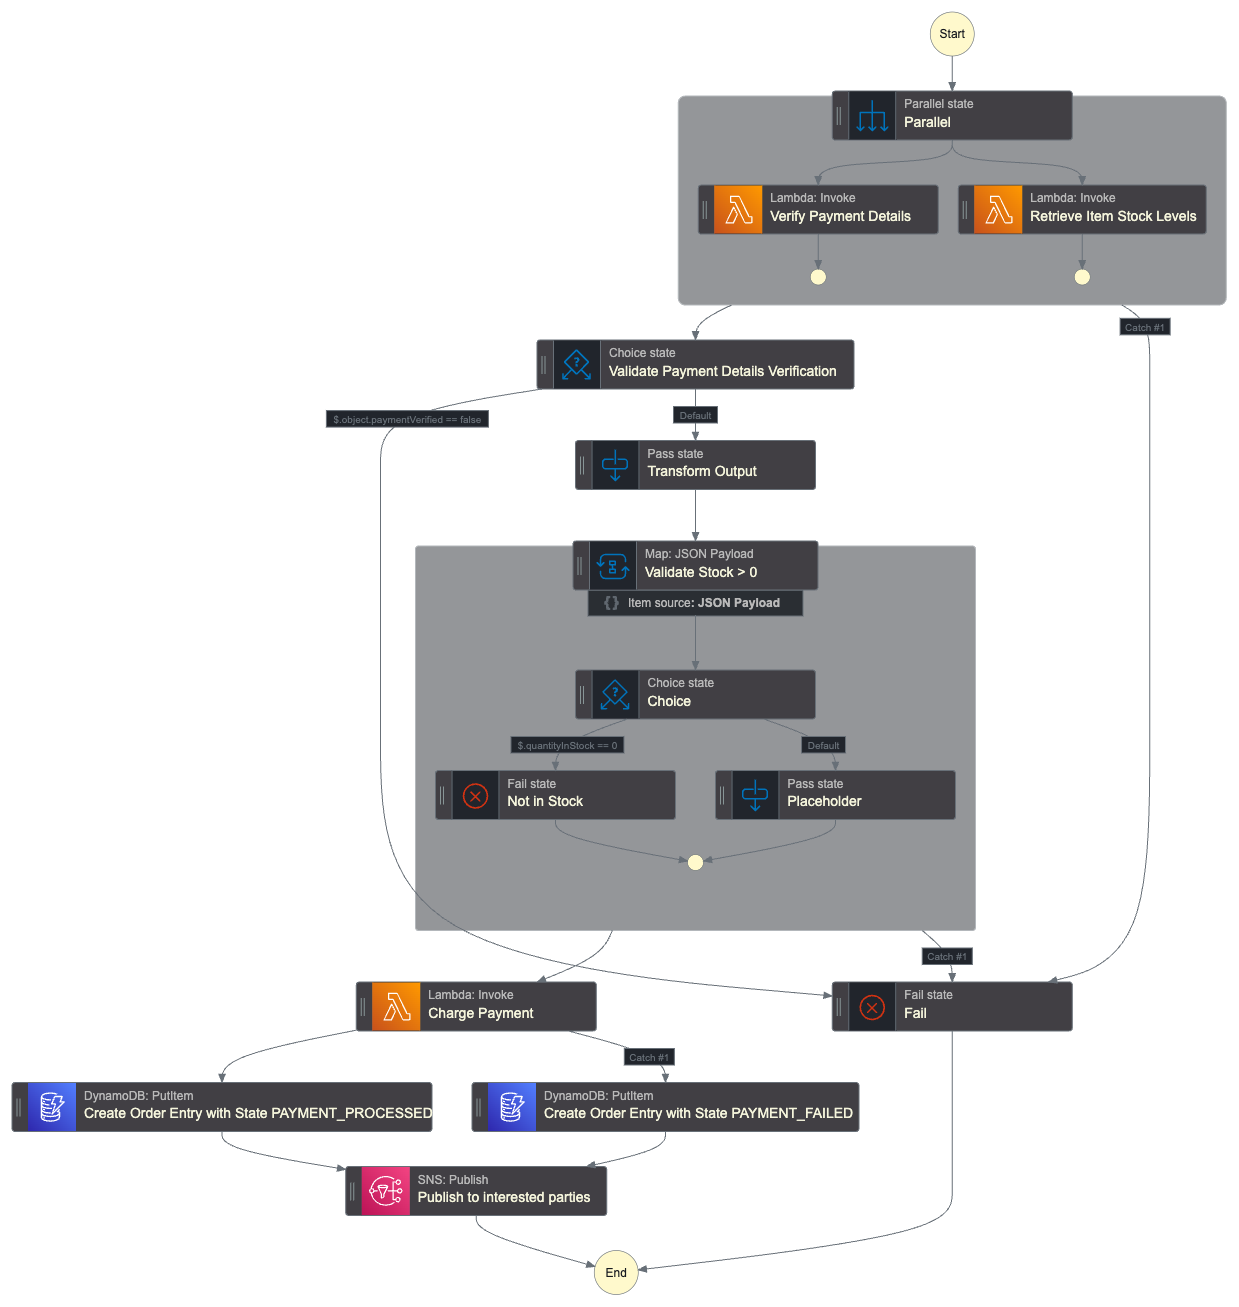 Start
Parallel state
Parallel
Lambda: Invoke
Verify Payment Details
Lambda: Invoke
Retrieve Item Stock Levels
Catch #1
Choice state
Validate Payment Details Verification
$.object.paymentVerified == false
Default
Pass state
Transform Output
Map: JSON Payload
Validate Stock > 0
{} Item source: JSON Payload
Choice state
Choice
$.quantityInStock == 0
Default
Fail state
Not in Stock
Pass state
Placeholder
Catch #1
Lambda: Invoke
Charge Payment
Fail state
Fail
Catch #1
DynamoDB: PutItem
Create Order Entry with State PAYMENT_PROCESSED
DynamoDB: PutItem
Create Order Entry with State PAYMENT_FAILED
SNS: Publish
Publish to interested parties
End